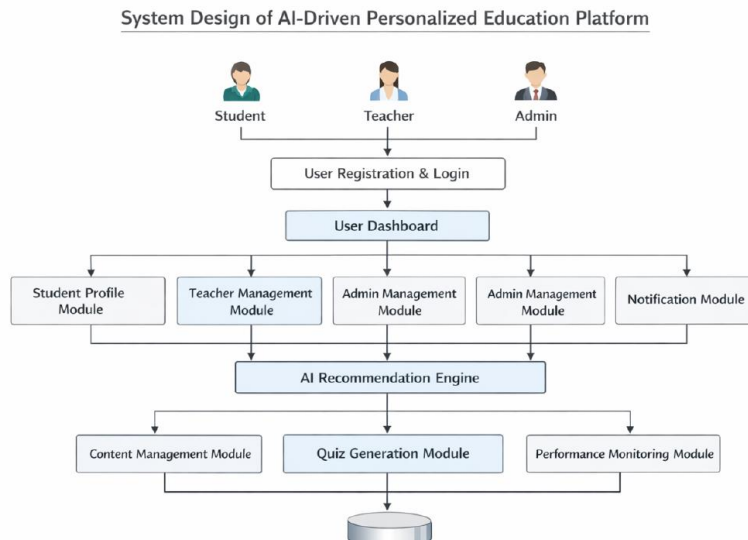 System Design of AI-Driven Personalized Education Platform
Student
Teacher
Admin
User Registration & Login
User Dashboard
Student Profile
Module
Teacher Management
Module
Admin Management
Module
Admin Management
Module
Notification Module
AI Recommendation Engine
Content Management Module
Quiz Generation Module
Performance Monitoring Module